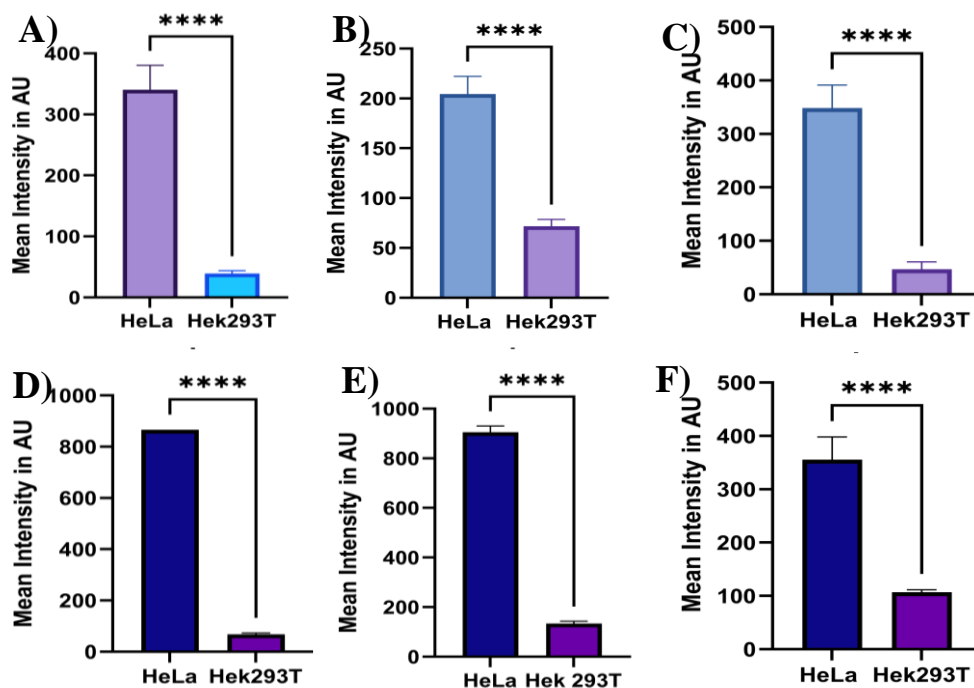 A)
****
Mean Intensity in AU
400
300
200
100
0
HeLa Hek293T
B)
****
Mean Intensity in AU
250
200
150
100
50
0
HeLa Hek293T
C)
****
Mean Intensity in AU
500
400
300
200
100
0
HeLa Hek293T
D)
****
Mean Intensity in AU
1000
800
600
400
200
0
HeLa Hek293T
E)
****
Mean Intensity in AU
1000
800
600
400
200
0
HeLa Hek 293T
F)
****
Mean Intensity in AU
500
400
300
200
100
0
HeLa Hek293T